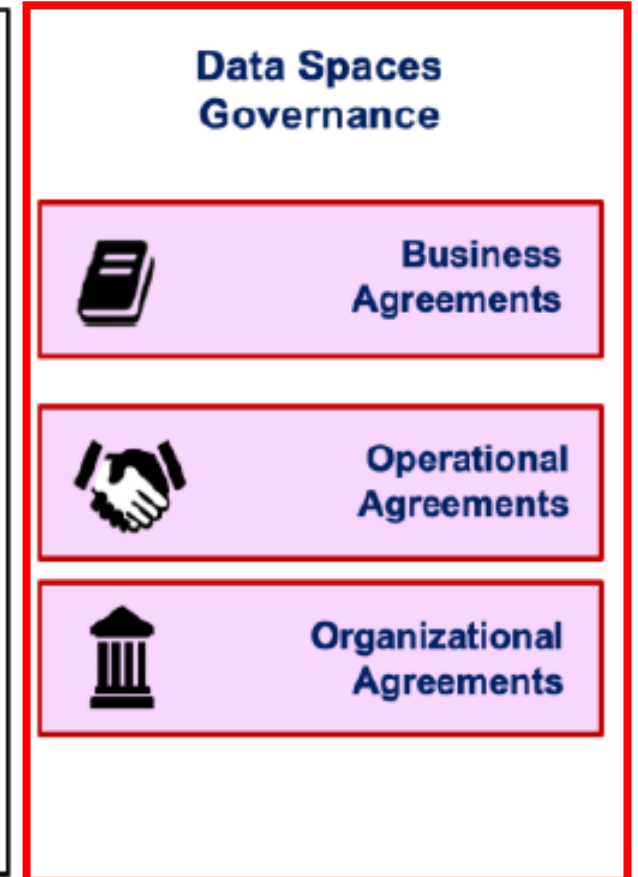 Data Spaces
Governance
Business
Agreements
Operational
Agreements
Organizational
Agreements